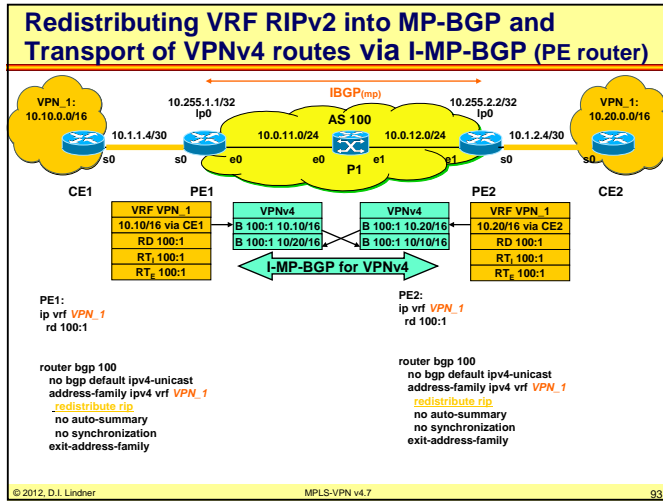 Redistributing VRF RIPv2 into MP-BGP and
Transport of VPNv4 routes via I-MP-BGP (PE router)
IBGP(mp)
VPN_1:
10.10.0.0/16
10.255.1.1/32
lp0
AS 100
10.255.2.2/32
lp0
VPN_1:
10.20.0.0/16
10.1.1.4/30
10.0.11.0/24
10.0.12.0/24
10.1.2.4/30
s0
s0
e0
e0
e1
e1
s0
s0
P1
CE1
PE1
PE2
CE2
VRF VPN_1
10.10/16 via CE1
RD 100:1
RTI 100:1
RTE 100:1
VPNv4
B 100:1 10.10/16
B 100:1 10/20/16
VPNv4
B 100:1 10.20/16
B 100:1 10/10/16
VRF VPN_1
10.20/16 via CE2
RD 100:1
RTI 100:1
RTE 100:1
I-MP-BGP for VPNv4
PE1:
ip vrf VPN_1
rd 100:1
router bgp 100
no bgp default ipv4-unicast
address-family ipv4 vrf VPN_1
redistribute rip
no auto-summary
no synchronization
exit-address-family
PE2:
ip vrf VPN_1
rd 100:1
router bgp 100
no bgp default ipv4-unicast
address-family ipv4 vrf VPN_1
redistribute rip
no auto-summary
no synchronization
exit-address-family
© 2012, D.I. Lindner
MPLS-VPN v4.7
93